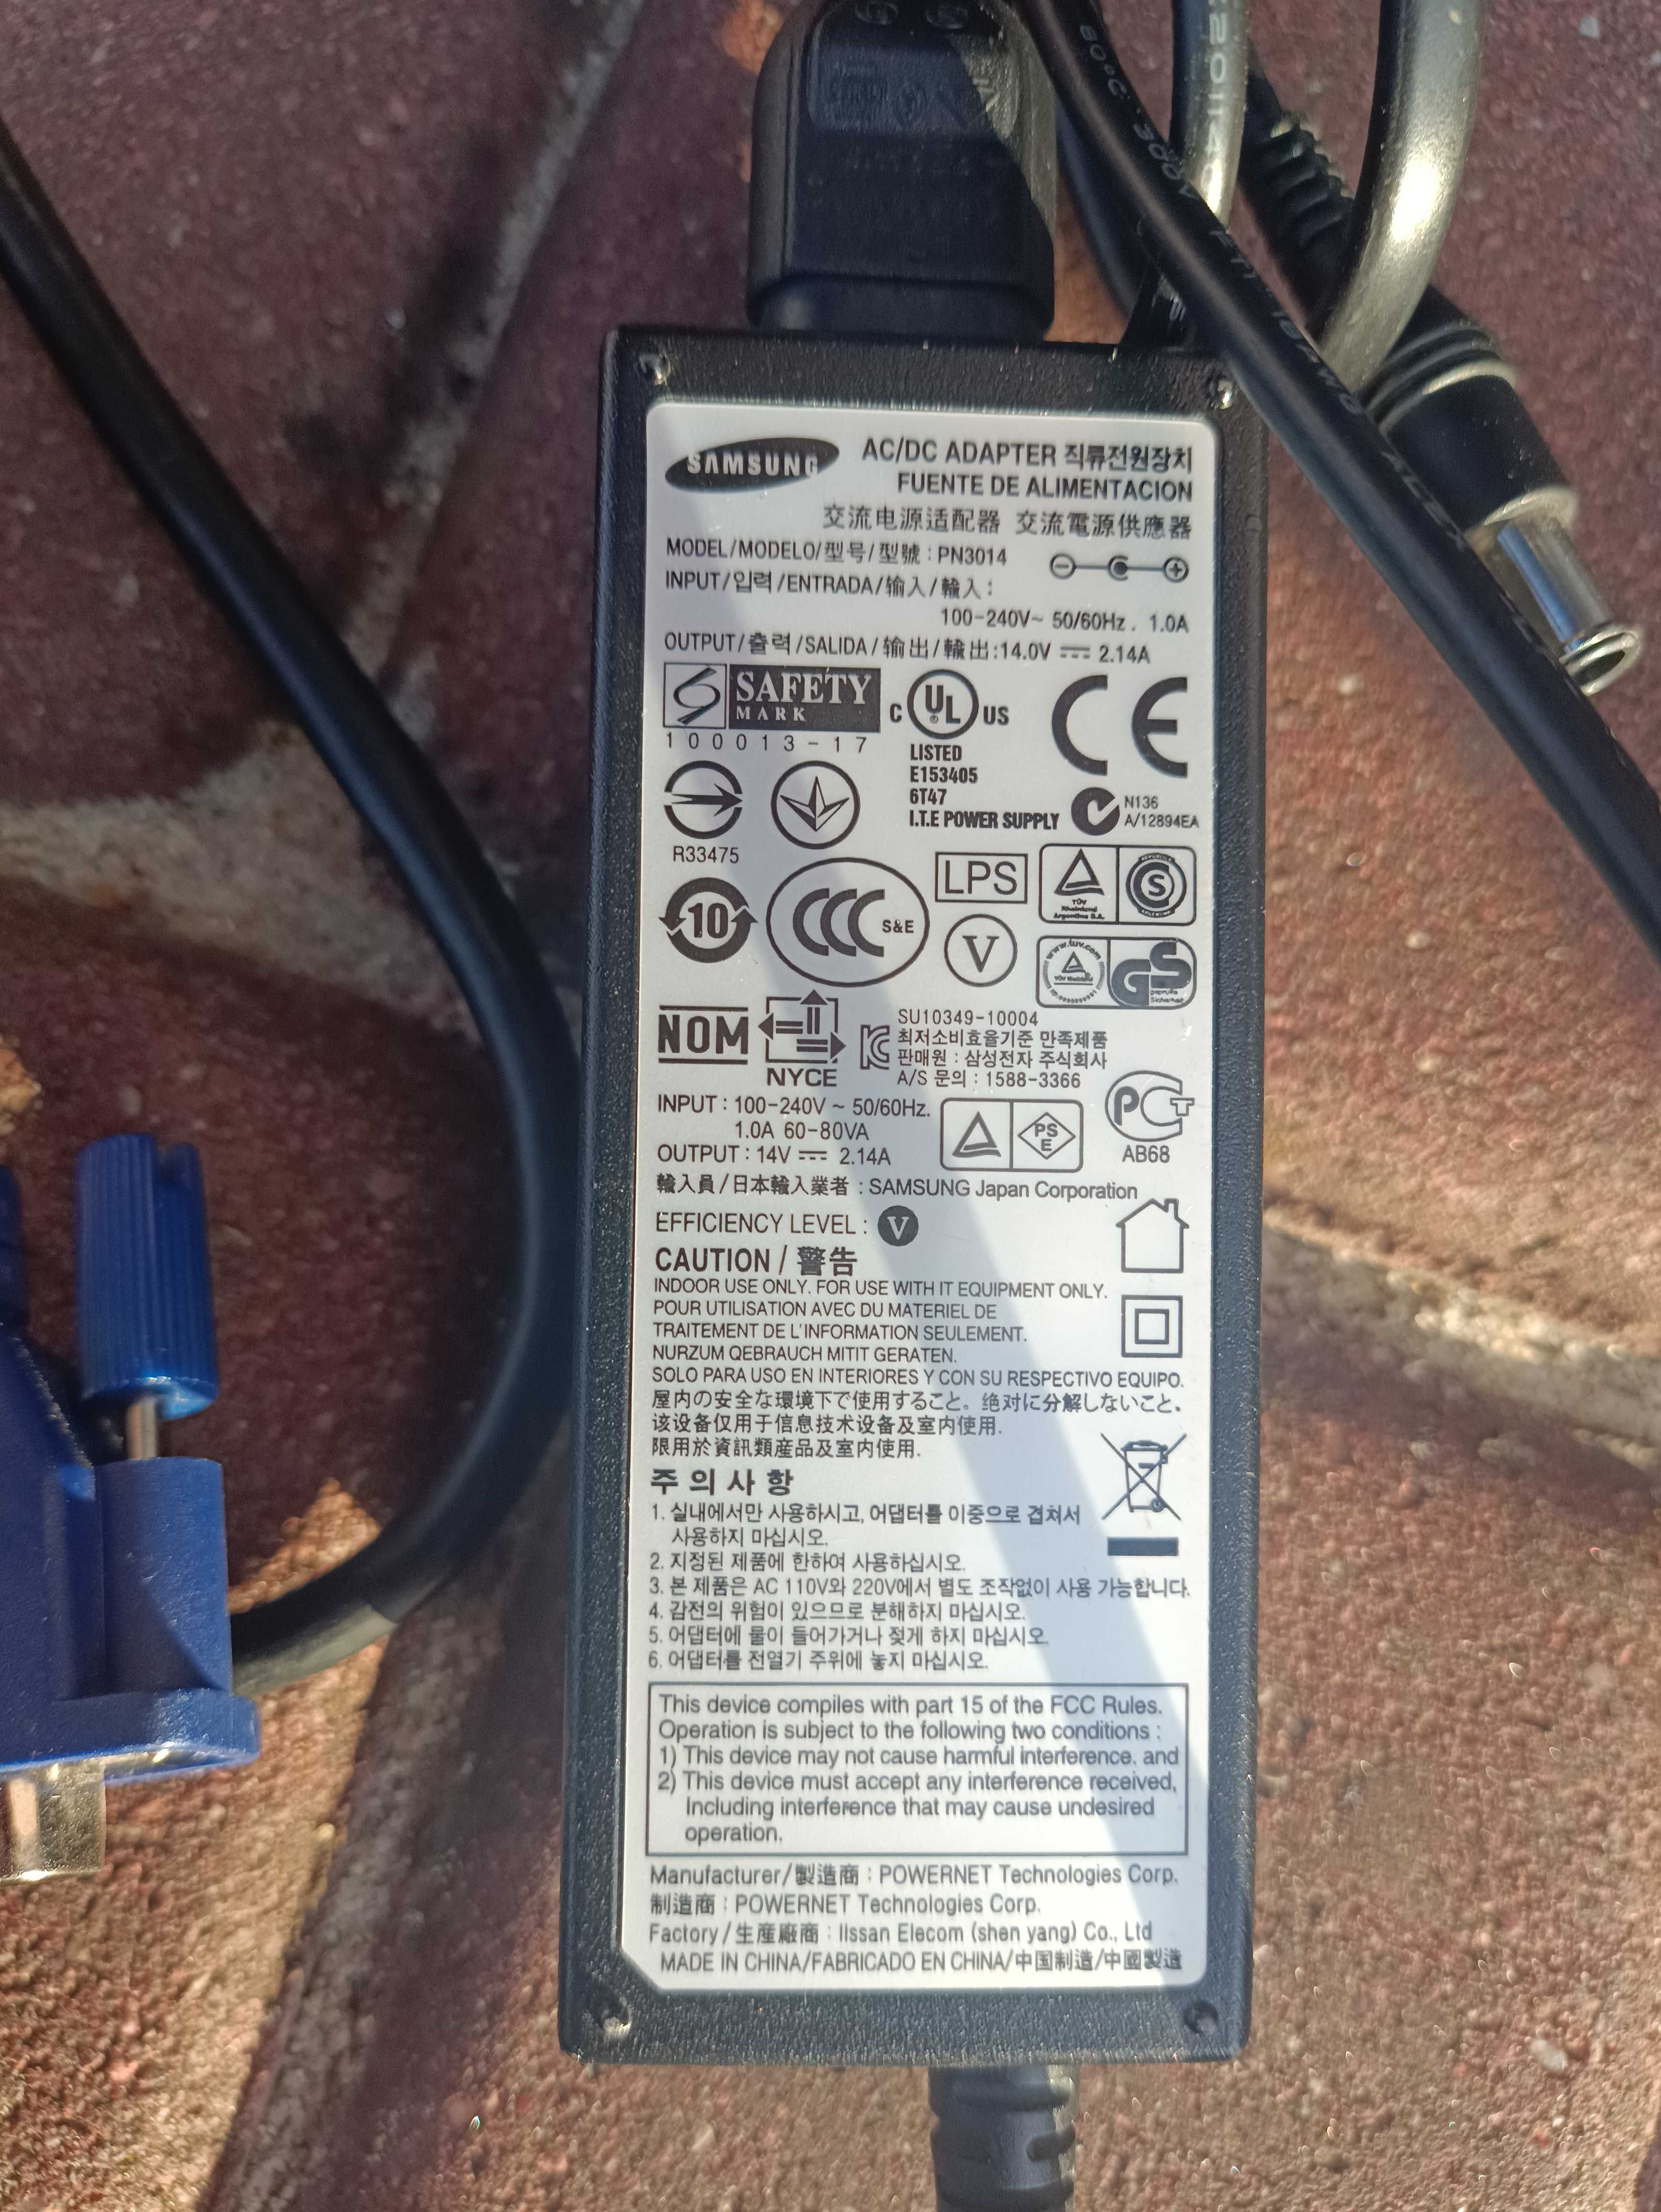 80°C 300V FT1 18AWG
SAMSUNG
AC/DC ADAPTER 직류전원장치
FUENTE DE ALIMENTACION
交流电源适配器 交流電源供應器
MODEL/MODELO/型号/型號 : PN3014
INPUT/입력/ENTRADA/输入/輸入 :
100-240V~ 50/60Hz . 1.0A
OUTPUT/출력/SALIDA/输出/輸出:14.0V 2.14A
SAFETY
MARK
100013-17
C UL US
LISTED
E153405
6T47
I.T.E POWER SUPPLY
CE
N136
A/12894EA
R33475
10
CCC S&E
LPS
V
TÜV
Rheinland
Argentina S.A.
S
www.tuv.com
GS
geprüfte
Sicherheit
NOM
NYCE
SU10349-10004
최저소비효율기준 만족제품
판매원 : 삼성전자 주식회사
A/S 문의 : 1588-3366
INPUT : 100-240V ~ 50/60Hz.
1.0A 60-80VA
OUTPUT : 14V 2.14A
PS
E
PCT
AB68
輸入員/日本輸入業者 : SAMSUNG Japan Corporation
EFFICIENCY LEVEL : V
CAUTION / 警告
INDOOR USE ONLY. FOR USE WITH IT EQUIPMENT ONLY.
POUR UTILISATION AVEC DU MATERIEL DE
TRAITEMENT DE L'INFORMATION SEULEMENT.
NURZUM QEBRAUCH MITIT GERATEN.
SOLO PARA USO EN INTERIORES Y CON SU RESPECTIVO EQUIPO.
屋内の安全な環境下で使用すること。絶対に分解しないこと.
该设备仅用于信息技术设备及室内使用.
限用於資訊類産品及室内使用.
주의사항
1. 실내에서만 사용하시고, 어댑터를 이중으로 겹쳐서
사용하지 마십시오.
2. 지정된 제품에 한하여 사용하십시오.
3. 본 제품은 AC 110V와 220V에서 별도 조작없이 사용 가능합니다.
4. 감전의 위험이 있으므로 분해하지 마십시오.
5. 어댑터에 물이 들어가거나 젖게 하지 마십시오.
6. 어댑터를 전열기 주위에 놓지 마십시오.
This device compiles with part 15 of the FCC Rules.
Operation is subject to the following two conditions :
1) This device may not cause harmful interference. and
2) This device must accept any interference received,
Including interference that may cause undesired
operation.
Manufacturer/製造商 : POWERNET Technologies Corp.
制造商 : POWERNET Technologies Corp.
Factory/生産廠商 : IIssan Elecom (shen yang) Co., Ltd
MADE IN CHINA/FABRICADO EN CHINA/中国制造/中國製造